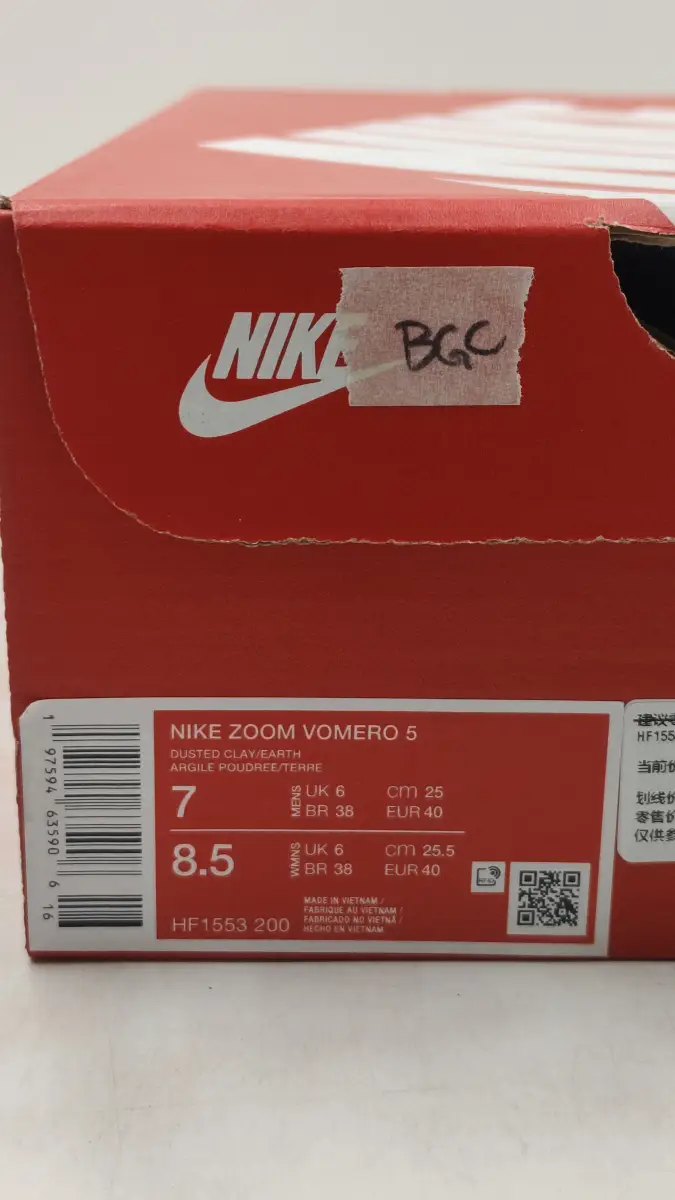 NIKE
BGC
NIKE ZOOM VOMERO 5
DUSTED CLAY/EARTH
ARGILE POUDREE/TERRE
7 MENS UK 6 cm 25
BR 38 EUR 40
8.5 WMNS UK 6 cm 25.5
BR 38 EUR 40
HF1553 200
MADE IN VIETNAM /
FABRIQUE AU VIETNAM /
FABRICADO NO VIETNÃ /
HECHO EN VIETNAM
1 97594 63590 6 16
建议
HF155
当前
划线
零售
仅供